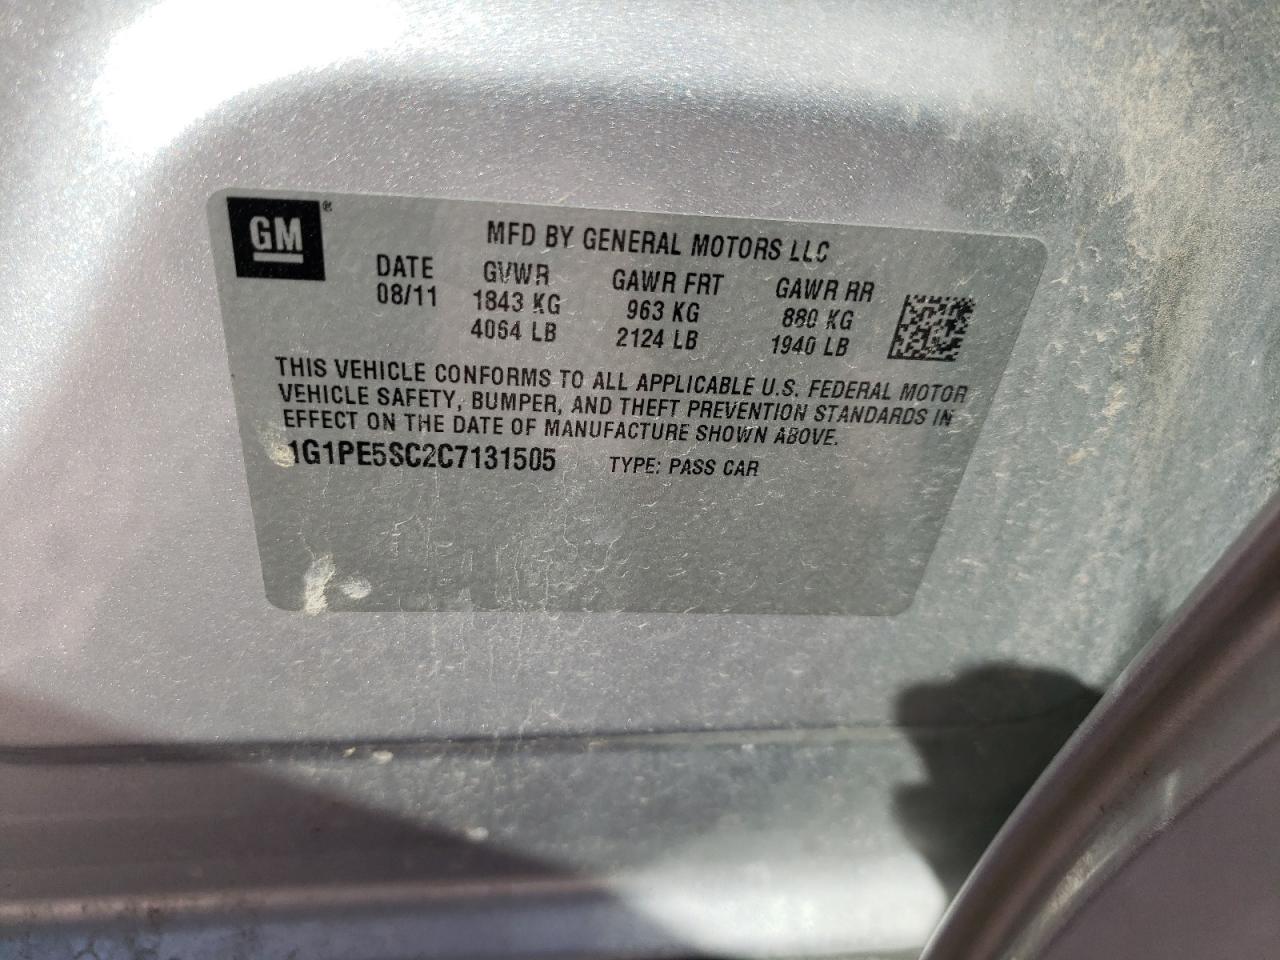 GM®
MFD BY GENERAL MOTORS LLC
DATE GVWR GAWR FRT GAWR RR
08/11 1843 KG 963 KG 880 KG
4064 LB 2124 LB 1940 LB
THIS VEHICLE CONFORMS TO ALL APPLICABLE U.S. FEDERAL MOTOR
VEHICLE SAFETY, BUMPER, AND THEFT PREVENTION STANDARDS IN
EFFECT ON THE DATE OF MANUFACTURE SHOWN ABOVE.
1G1PE5SC2C7131505 TYPE: PASS CAR